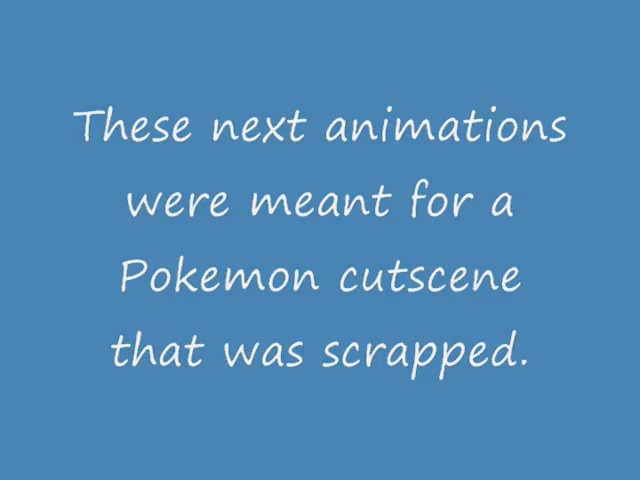 These next animations
were meant for a
Pokemon cutscene
that was scrapped.